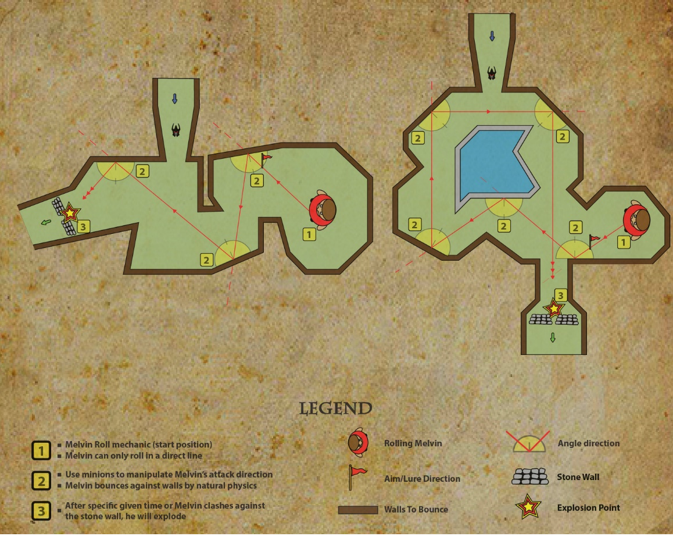 2
2
2
3
1
2
2
2
2
2
1
3
LEGEND
1
Melvin Roll mechanic (start position)
Melvin can only roll in a direct line
2
Use minions to manipulate Melvin's attack direction
Melvin bounces against walls by natural physics
3
After specific given time or Melvin clashes against
the stone wall, he will explode
Rolling Melvin
Aim/Lure Direction
Walls To Bounce
Angle direction
Stone Wall
Explosion Point